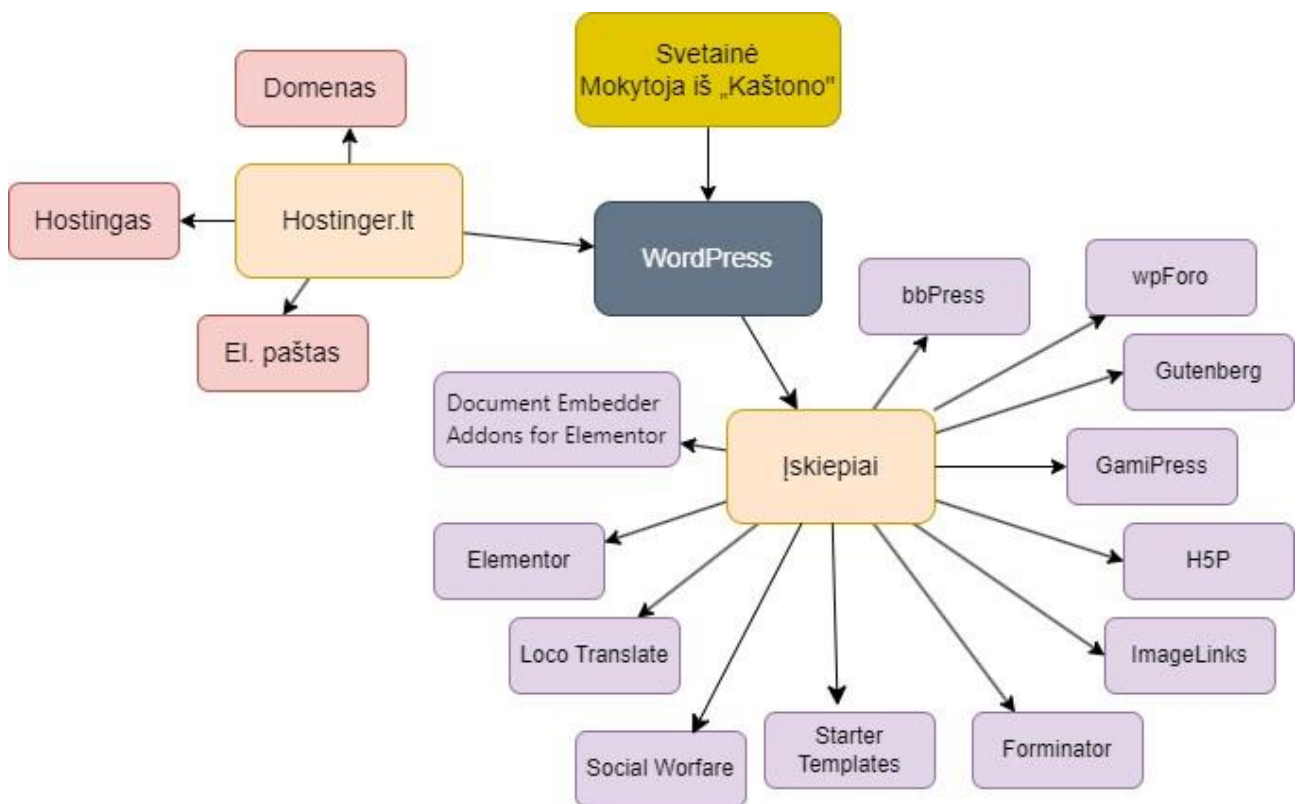 Svetainė
Mokytoja iš „Kaštono"
Domenas
Hostingas
Hostinger.lt
WordPress
El. paštas
bbPress
wpForo
Gutenberg
Document Embedder
Addons for Elementor
Įskiepiai
GamiPress
Elementor
H5P
Loco Translate
ImageLinks
Social Worfare
Starter
Templates
Forminator